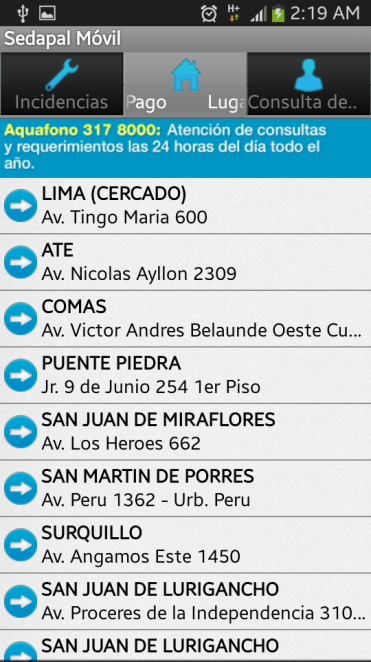 H+
2:19 AM
Sedapal Móvil
Incidencias
Pago Luga
Consulta de..
Aquafono 317 8000: Atención de consultas
y requerimientos las 24 horas del día todo el
año.
LIMA (CERCADO)
Av. Tingo Maria 600
ATE
Av. Nicolas Ayllon 2309
COMAS
Av. Victor Andres Belaunde Oeste Cu...
PUENTE PIEDRA
Jr. 9 de Junio 254 1er Piso
SAN JUAN DE MIRAFLORES
Av. Los Heroes 662
SAN MARTIN DE PORRES
Av. Peru 1362 - Urb. Peru
SURQUILLO
Av. Angamos Este 1450
SAN JUAN DE LURIGANCHO
Av. Proceres de la Independencia 310...
SAN JUAN DE LURIGANCHO